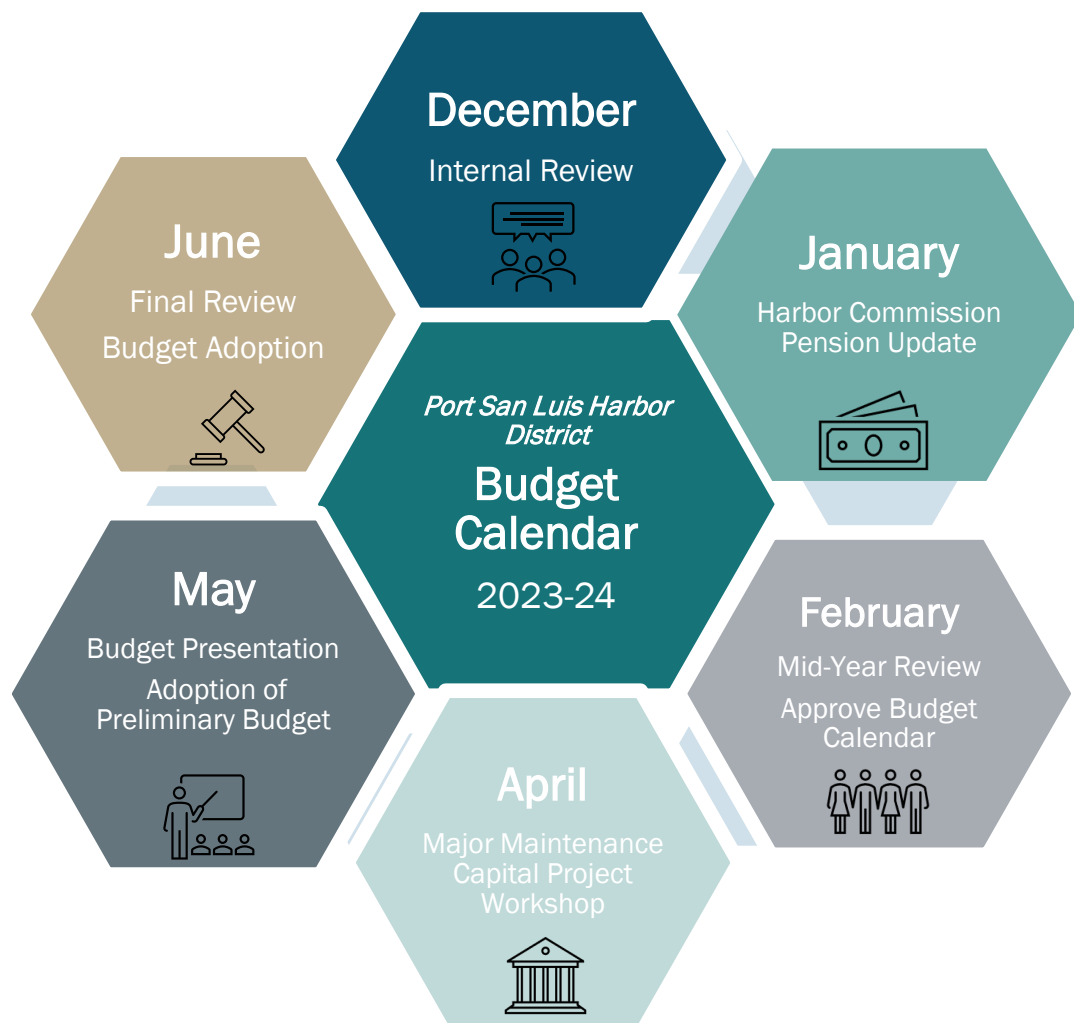 Port San Luis Harbor
District
Budget
Calendar
2023-24
December
Internal Review
January
Harbor Commission
Pension Update
February
Mid-Year Review
Approve Budget
Calendar
April
Major Maintenance
Capital Project
Workshop
May
Budget Presentation
Adoption of
Preliminary Budget
June
Final Review
Budget Adoption